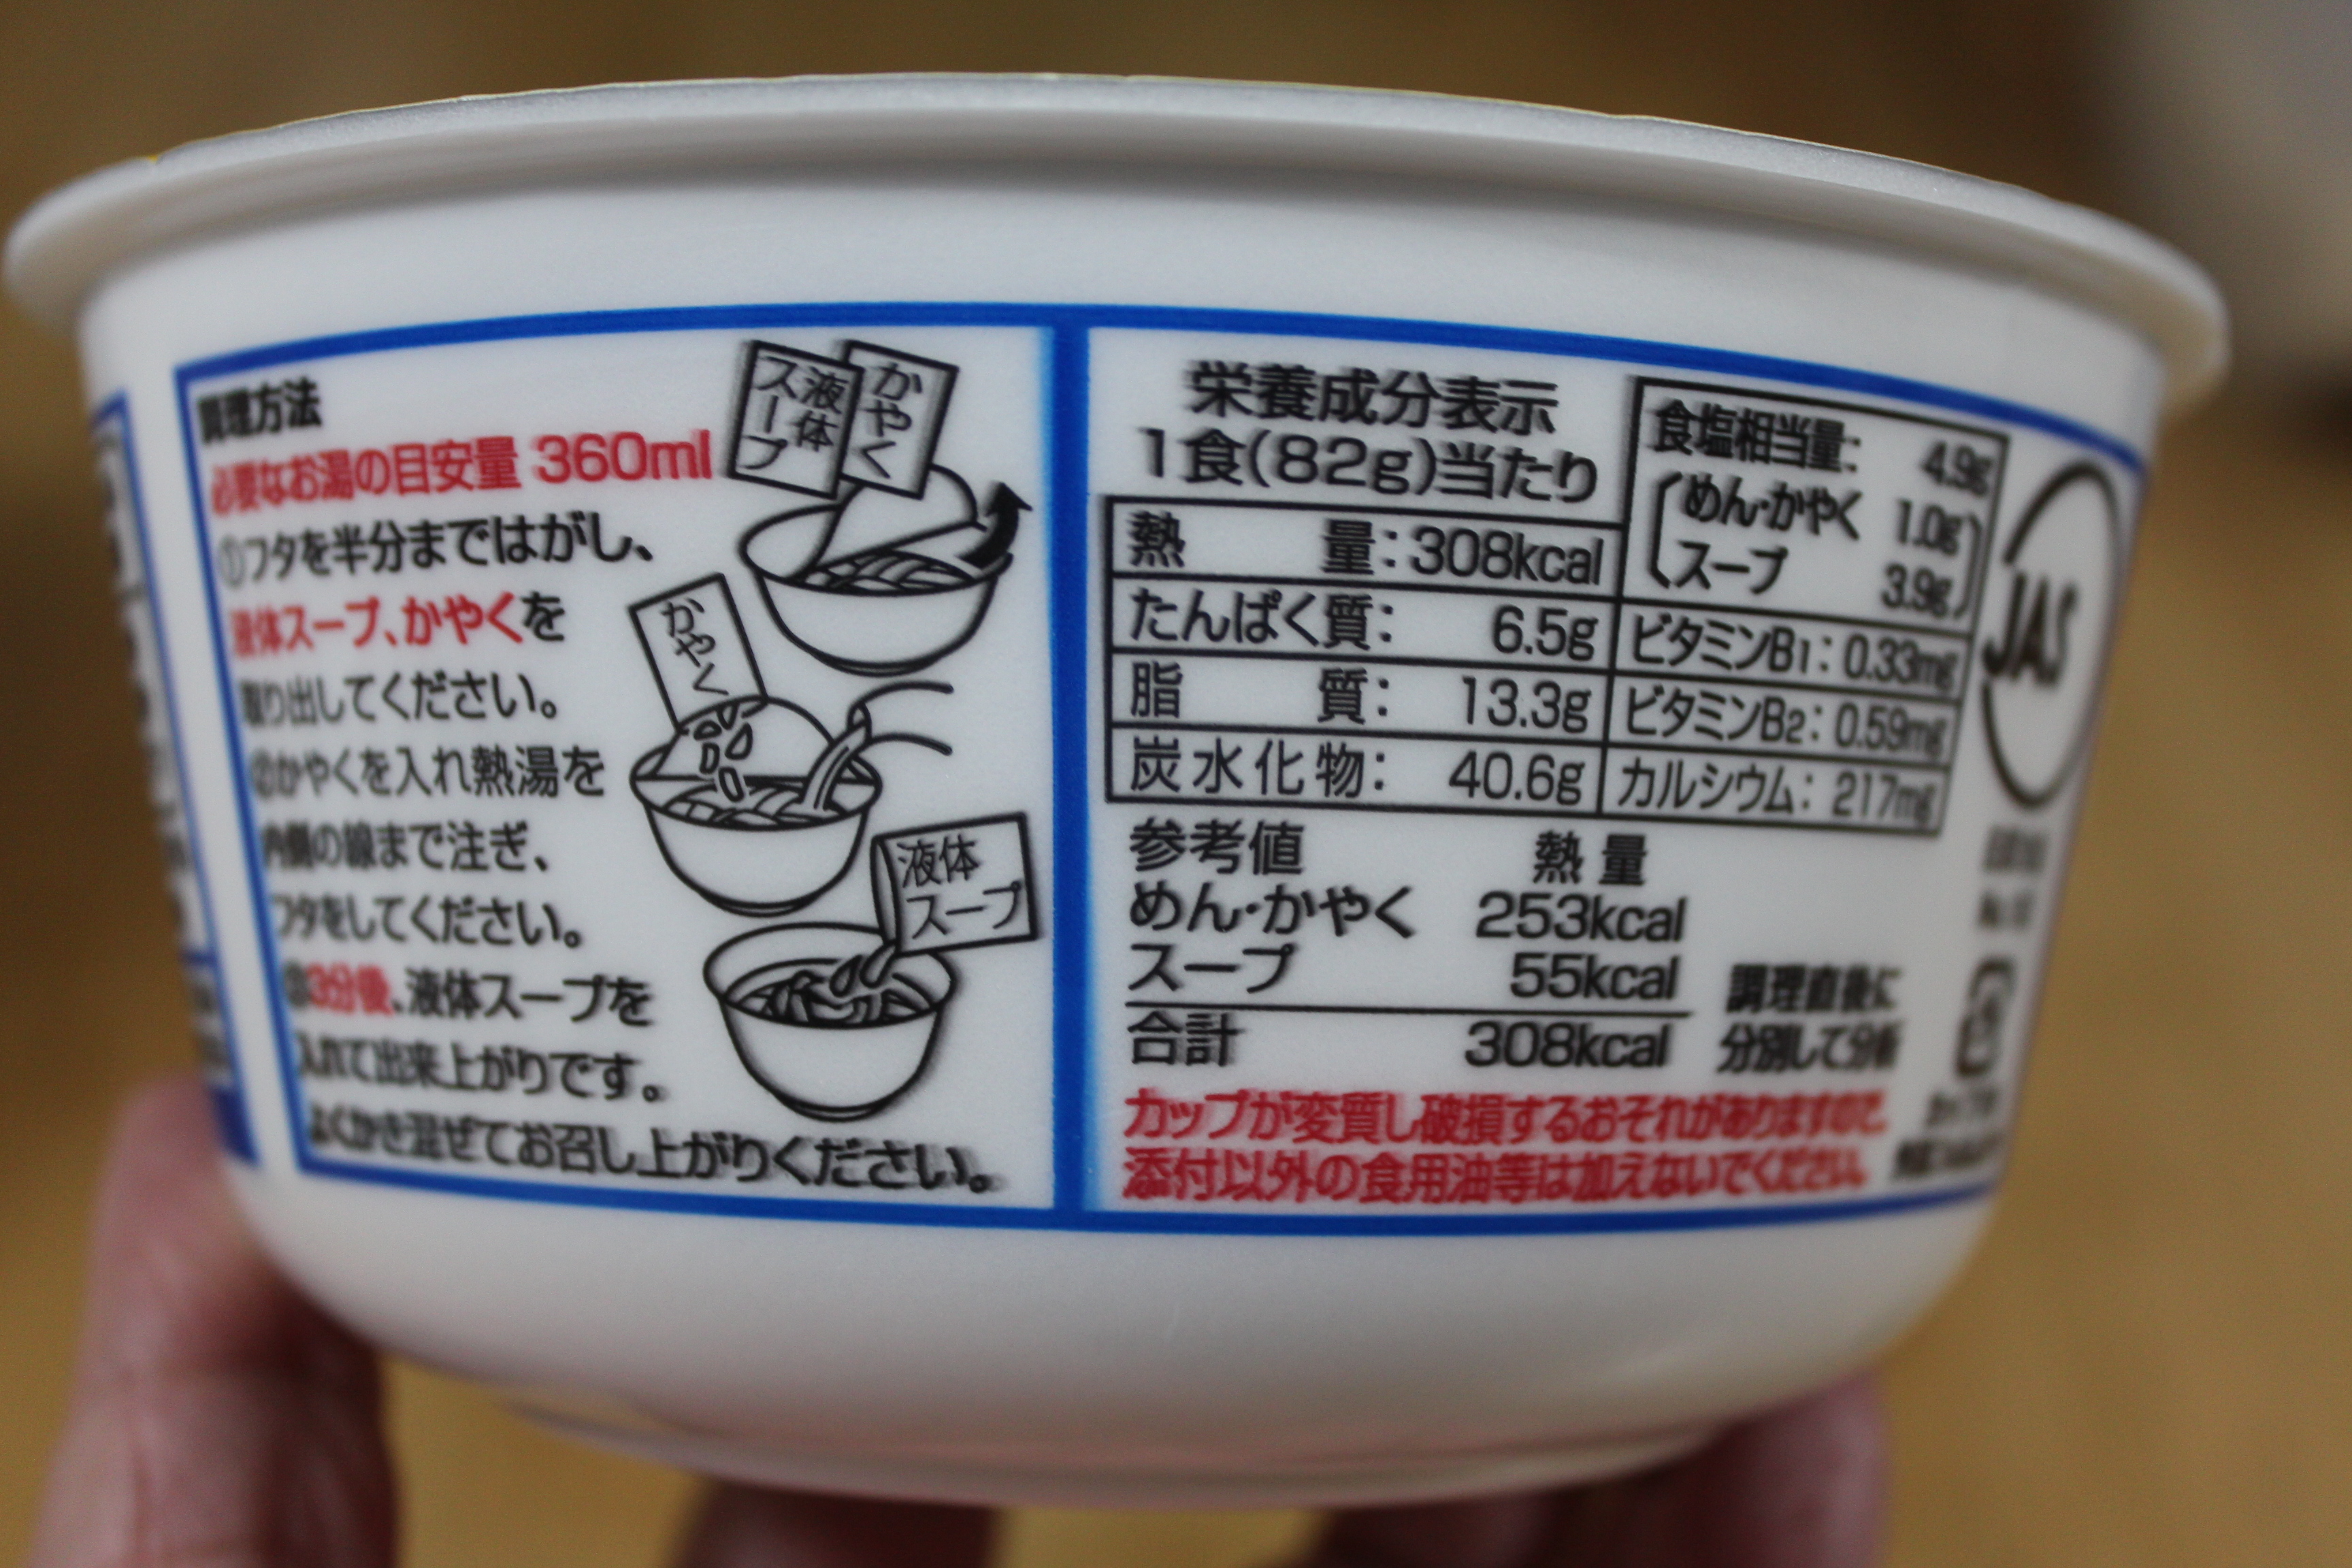 調理方法
必要なお湯の目安量 360ml
①フタを半分まではがし、
液体スープ、かやくを
取り出してください。
②かやくを入れ熱湯を
内側の線まで注ぎ、
フタをしてください。
③3分後、液体スープを
入れて出来上がりです。
よくかき混ぜてお召し上がりください。
液体
スープ
かやく
かやく
液体
スープ
栄養成分表示
1食(82g)当たり
熱量:308kcal
たんぱく質: 6.5g
脂質: 13.3g
炭水化物: 40.6g
食塩相当量: 4.9g
(めん・かやく 1.0g
スープ 3.9g)
ビタミンB1: 0.33mg
ビタミンB2: 0.59mg
カルシウム: 217mg
参考値 熱量
めん・かやく 253kcal
スープ 55kcal
合計 308kcal
調理直後に
分別して分析
カップが変質し破損するおそれがありますので、
添付以外の食用油等は加えないでください。
JAS